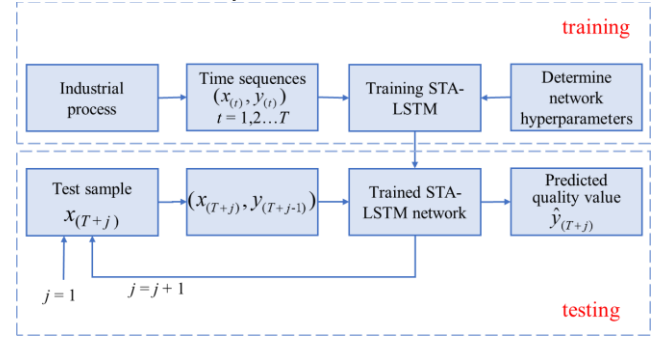 training
Industrial
process
Time sequences
(x(t), y(t))
t = 1,2…T
Training STA-
LSTM
Determine
network
hyperparameters
Test sample
x(T+j)
(x(T+j), y(T+j-1))
Trained STA-
LSTM network
Predicted
quality value
ŷ(T+j)
j = 1
j = j + 1
testing